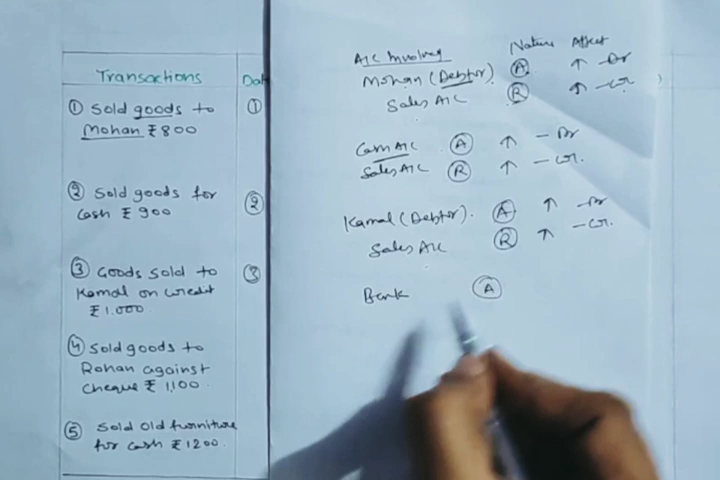 Transactions
Dat
① Sold goods to
Mohan ₹800
①
② Sold goods for
cash ₹ 900
②
③ Goods sold to
Kamal on credit
₹ 1.000
③
④ Sold goods to
Rohan against
cheque ₹ 1,100.
⑤ Sold old furniture
for cash ₹1200.
A/C Involving Nature Affect
Mohan (Debtor) Ⓐ ↑ - Dr
Sales A/C Ⓡ ↑ - Cr.
Cash A/C Ⓐ ↑ - Dr
Sales A/C Ⓡ ↑ - Cr.
Kamal (Debtor). Ⓐ ↑ - Dr
Sales A/C Ⓡ ↑ - Cr.
Bank Ⓐ